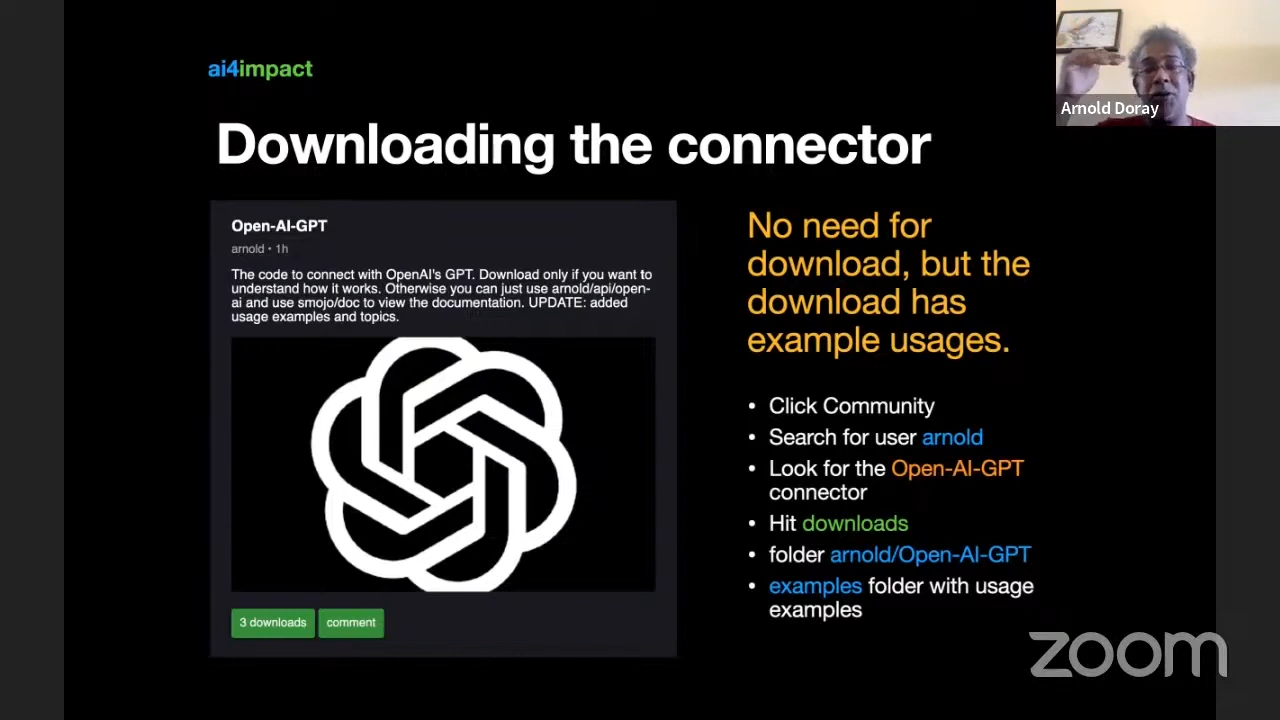 ai4impact
Arnold Doray
Downloading the connector
Open-AI-GPT
arnold • 1h
The code to connect with OpenAI's GPT. Download only if you want to
understand how it works. Otherwise you can just use arnold/api/open-
ai and use smojo/doc to view the documentation. UPDATE: added
usage examples and topics.
3 downloads
comment
No need for
download, but the
download has
example usages.
• Click Community
• Search for user arnold
• Look for the Open-AI-GPT
connector
• Hit downloads
• folder arnold/Open-AI-GPT
• examples folder with usage
examples
zoom